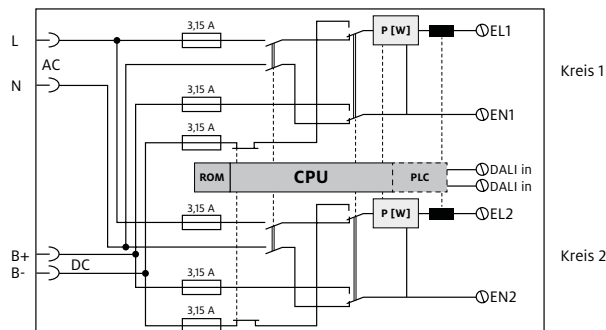 3,15 A
P [W]
EL1
L
AC
Kreis 1
N
3,15 A
EN1
3,15 A
DALI in
ROM
CPU
PLC
DALI in
3,15 A
P [W]
EL2
B+
DC
B-
Kreis 2
3,15 A
EN2
3,15 A